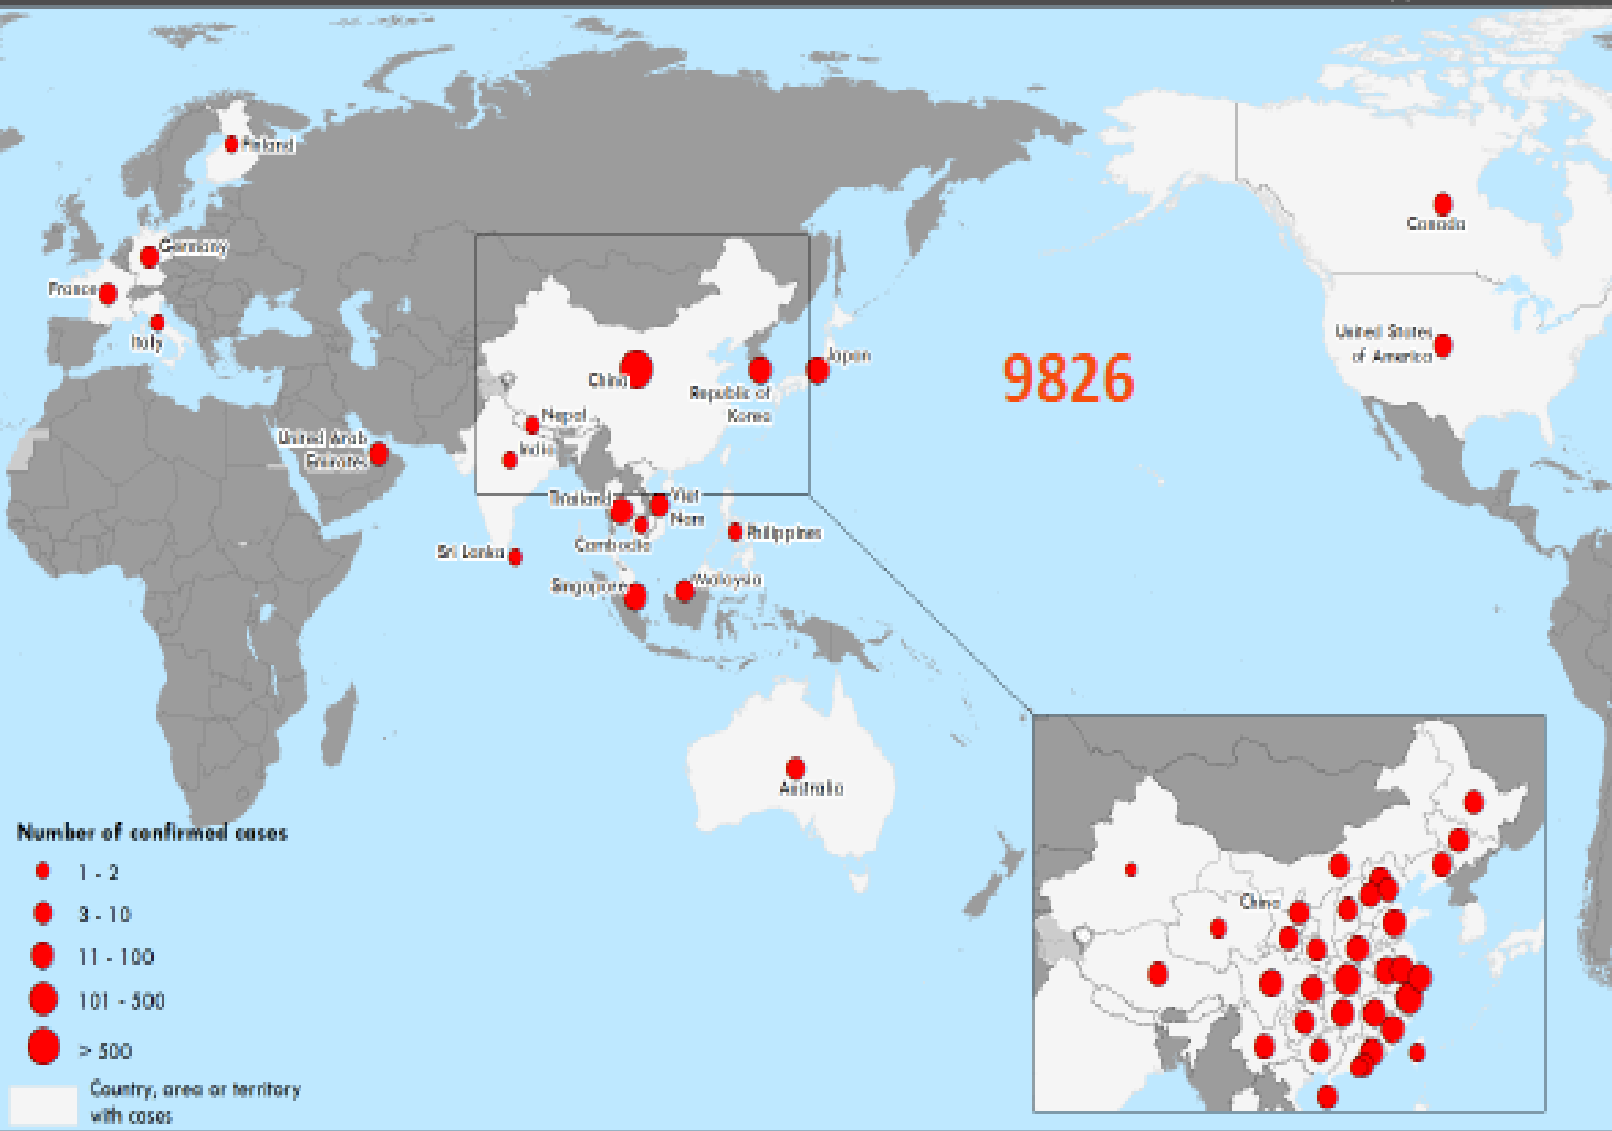 Finland
Germany
France
Italy
Canada
United States
of America
Japan
China
Republic of
Korea
Nepal
India
United Arab
Emirates
9826
Thailand
Viet
Nam
Cambodia
Philippines
Sri Lanka
Singapore
Malaysia
Australia
China
Number of confirmed cases
1 - 2
3 - 10
11 - 100
101 - 500
> 500
Country, area or territory
with cases